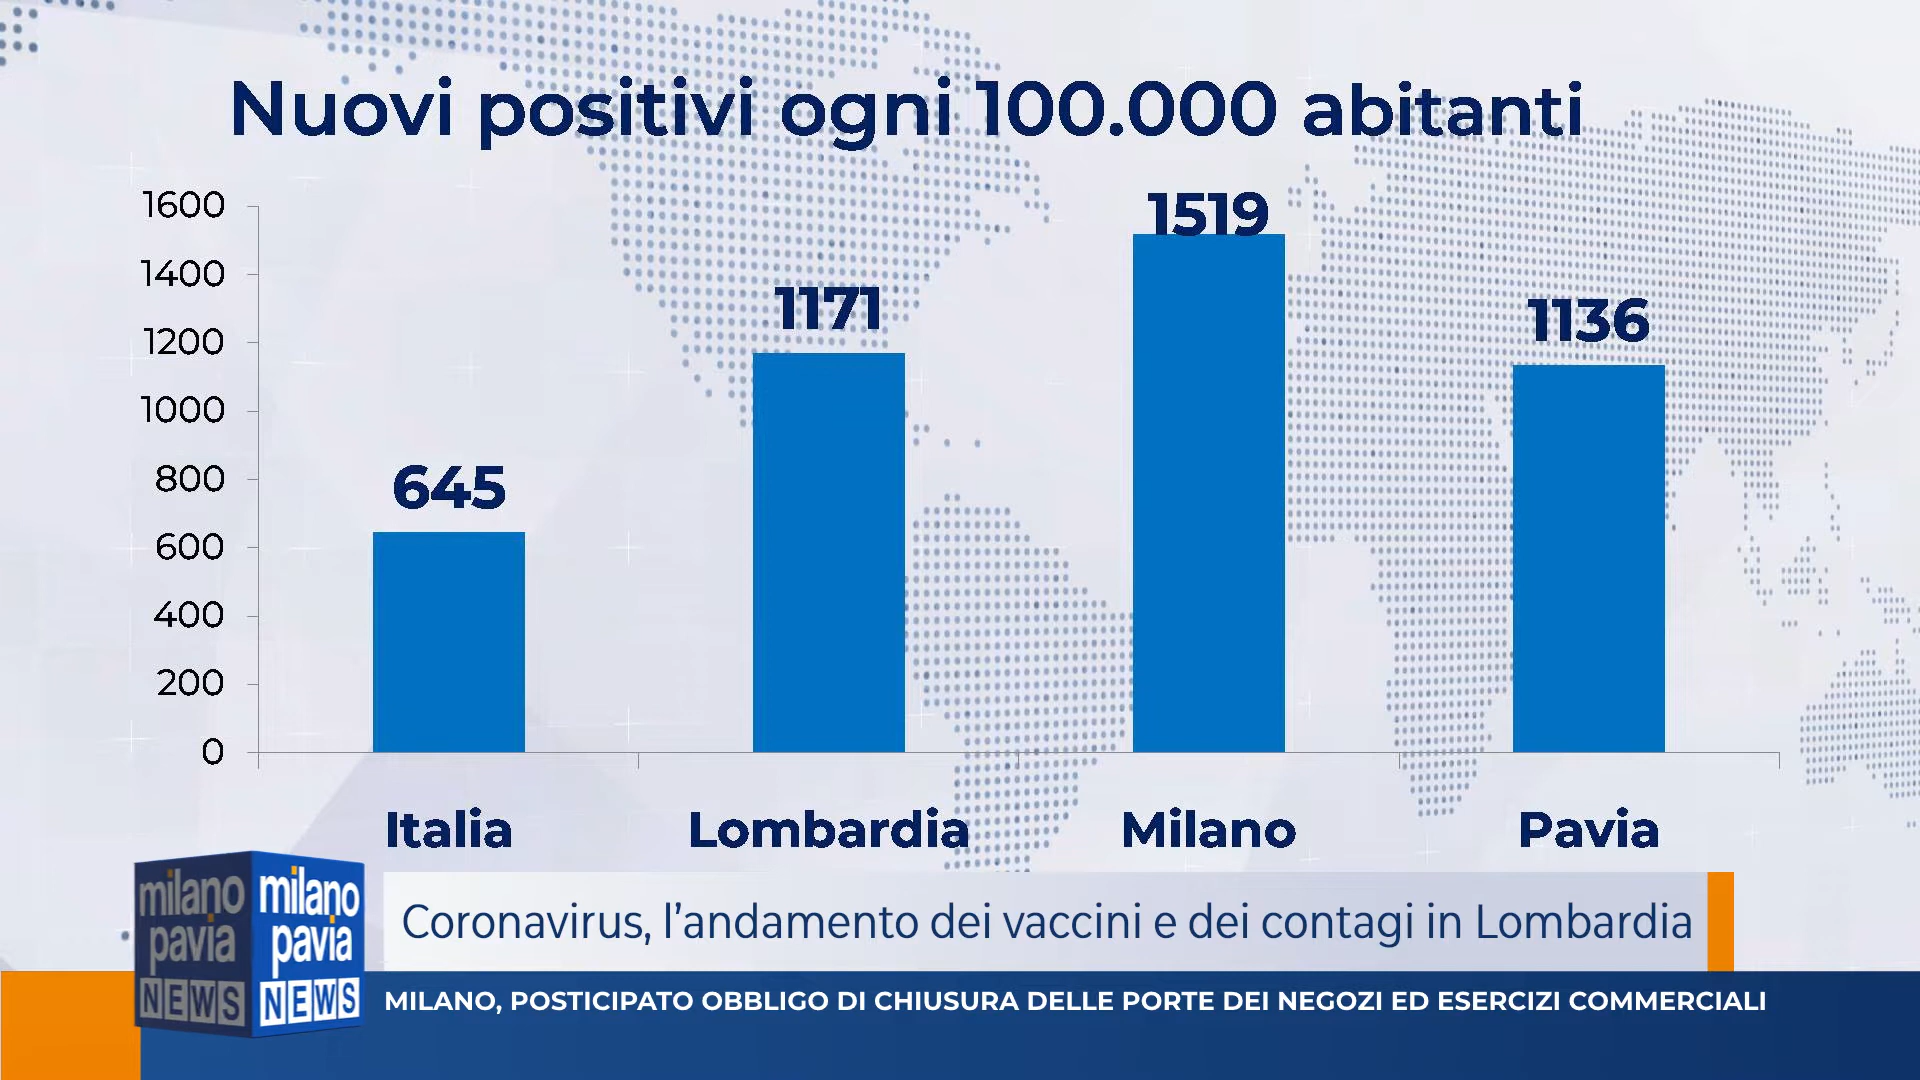 Nuovi positivi ogni 100.000 abitanti
1600
1400
1200
1000
800
600
400
200
0
645
1171
1519
1136
Italia
Lombardia
Milano
Pavia
milano
pavia
NEWS
milano
pavia
NEWS
Coronavirus, l'andamento dei vaccini e dei contagi in Lombardia
MILANO, POSTICIPATO OBBLIGO DI CHIUSURA DELLE PORTE DEI NEGOZI ED ESERCIZI COMMERCIALI